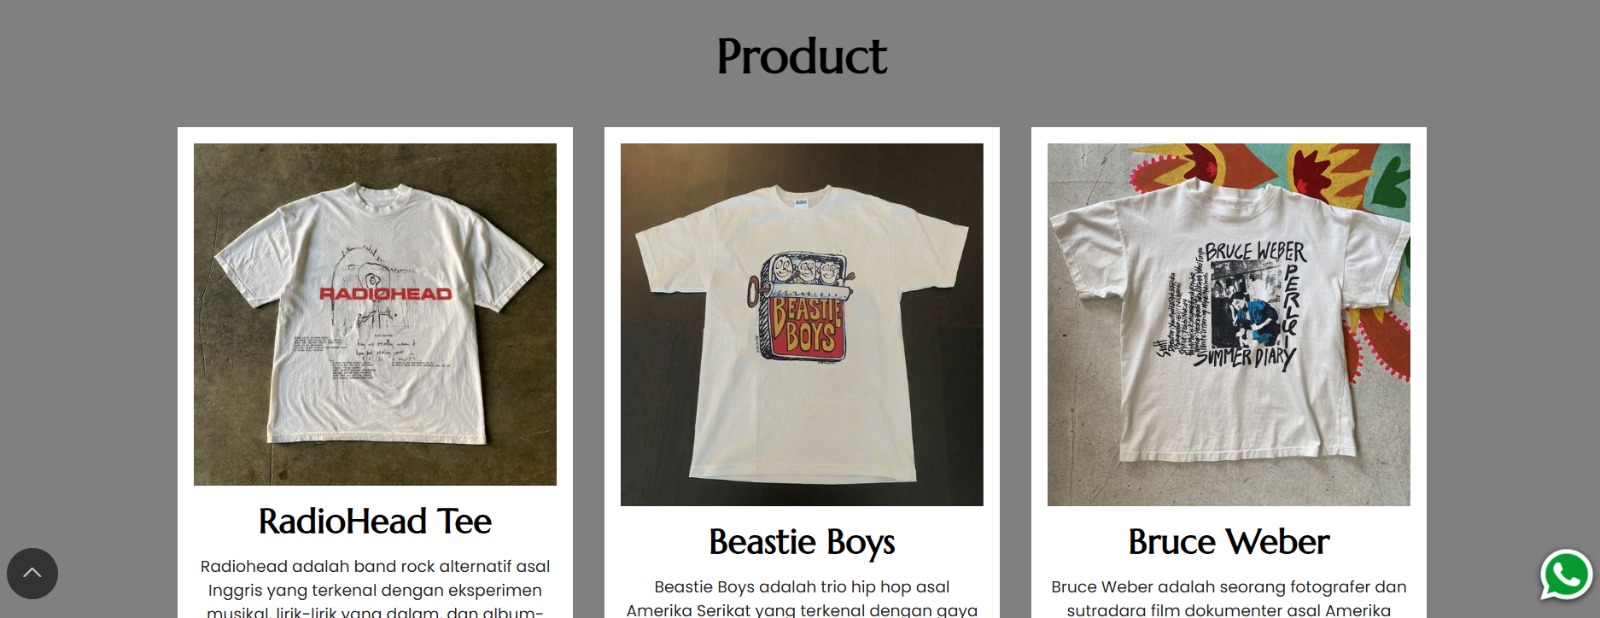 Product
RADIOHEAD
BEASTIE
BOYS
BRUCE WEBER
PER LUI
SUMMER DIARY
RadioHead Tee
Radiohead adalah band rock alternatif asal
Inggris yang terkenal dengan eksperimen
musikal, lirik-lirik yang dalam, dan album-
Beastie Boys
Beastie Boys adalah trio hip hop asal
Amerika Serikat yang terkenal dengan gaya
Bruce Weber
Bruce Weber adalah seorang fotografer dan
sutradara film dokumenter asal Amerika